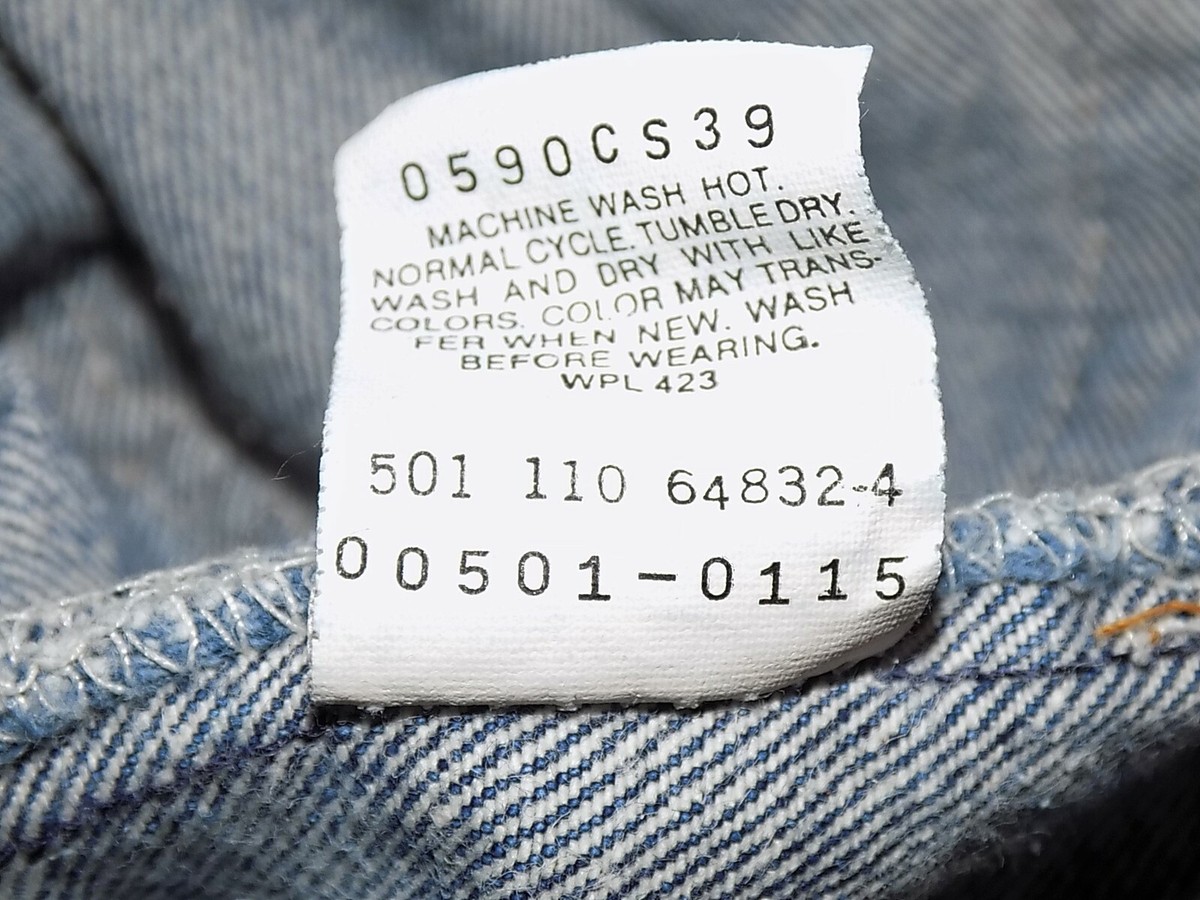 0590CS39
MACHINE WASH HOT.
NORMAL CYCLE. TUMBLE DRY.
WASH AND DRY WITH LIKE
COLORS. COLOR MAY TRANS-
FER WHEN NEW. WASH
BEFORE WEARING.
WPL 423
501 110 64832-4
00501-0115